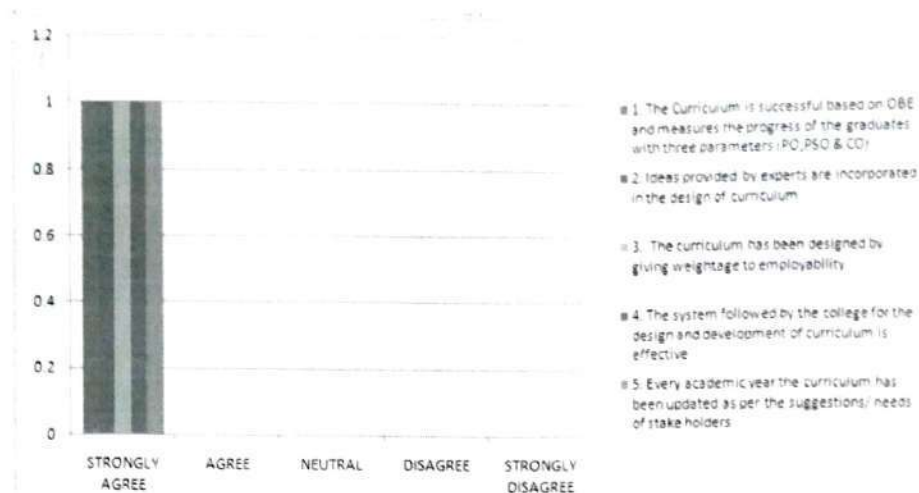 1.2
1
0.8
0.6
0.4
0.2
0
STRONGLY AGREE
AGREE
NEUTRAL
DISAGREE
STRONGLY DISAGREE
1. The Curriculum is successful based on OBE
and measures the progress of the graduates
with three parameters (PO,PSO & CO)
2. Ideas provided by experts are incorporated
in the design of curriculum
3. The curriculum has been designed by
giving weightage to employability
4. The system followed by the college for the
design and development of curriculum is
effective
5. Every academic year the curriculum has
been updated as per the suggestions/ needs
of stake holders